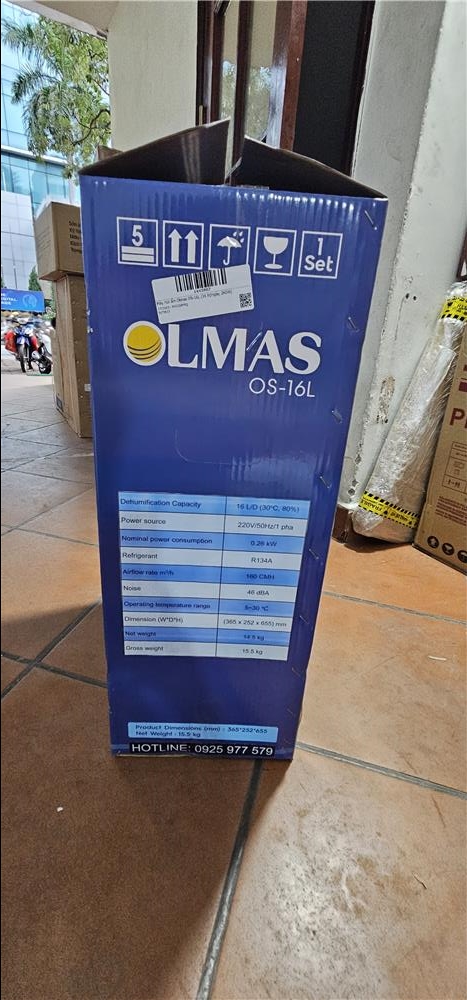 5
1
Set
OLMAS
OS-16L
Dehumification Capacity 16 L/D (30°C, 80%)
Power source 220V/50Hz/1 pha
Nominal power consumption 0.26 kW
Refrigerant R134A
Airflow rate m³/h 160 CMH
Noise 46 dBA
Operating temperature range 5~30 °C
Dimension (W*D*H) (365 x 252 x 655) mm
Net weight 14.5 kg
Gross weight 15.5 kg
Product Dimensions (mm) : 365*252*655
Net Weight : 15.5 kg
HOTLINE: 0925 977 579